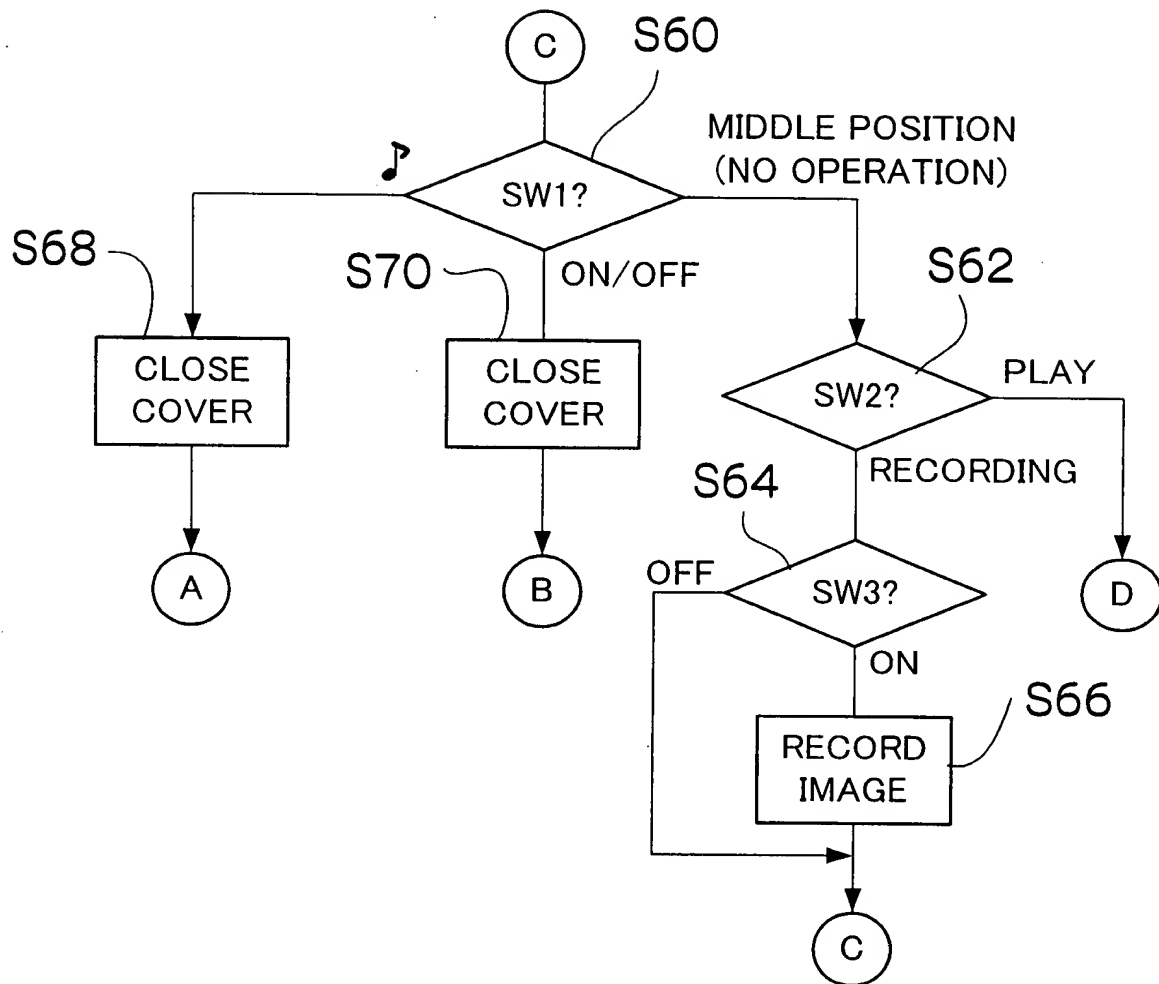 C
S60
MIDDLE POSITION
(NO OPERATION)
SW1?
S68
S70
ON/OFF
S62
CLOSE
COVER
CLOSE
COVER
SW2?
PLAY
RECORDING
S64
A
B
OFF
SW3?
D
ON
S66
RECORD
IMAGE
C